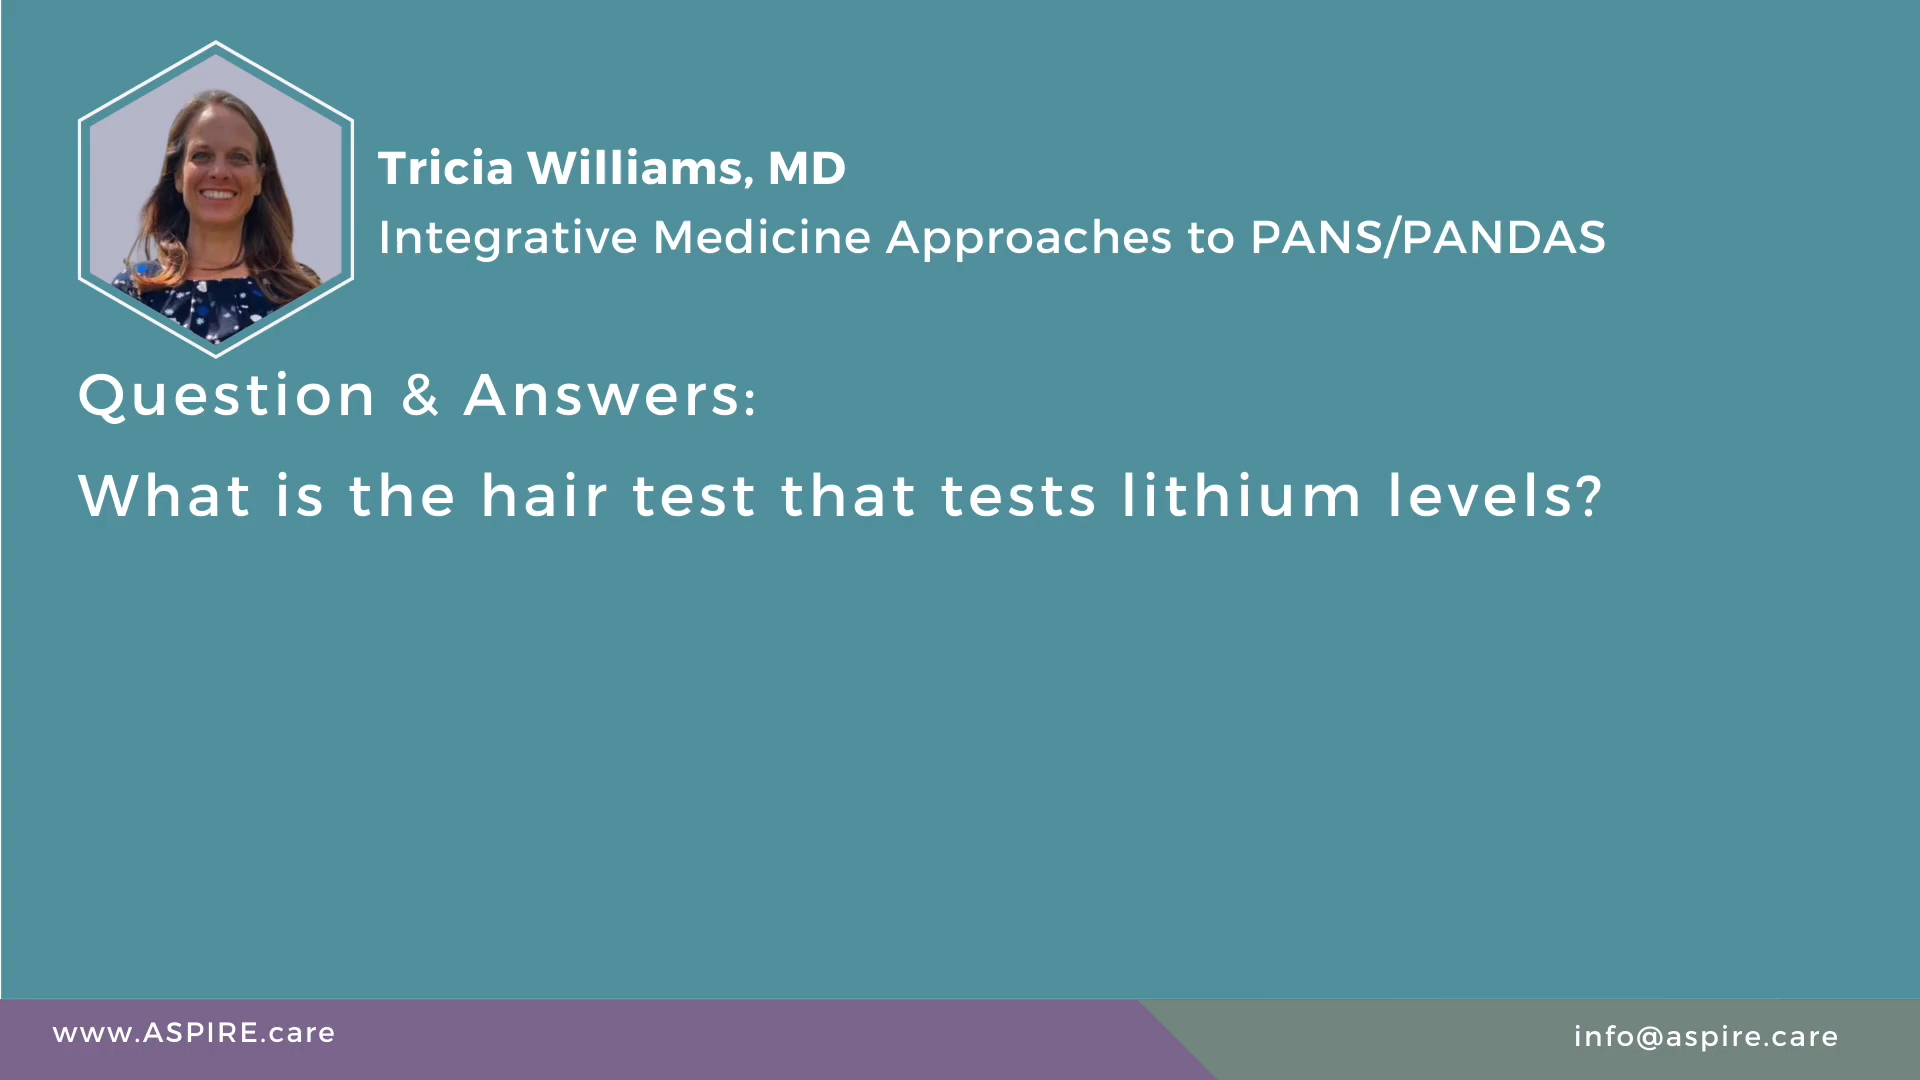 Tricia Williams, MD
Integrative Medicine Approaches to PANS/PANDAS
Question & Answers:
What is the hair test that tests lithium levels?
www.ASPIRE.care
info@aspire.care